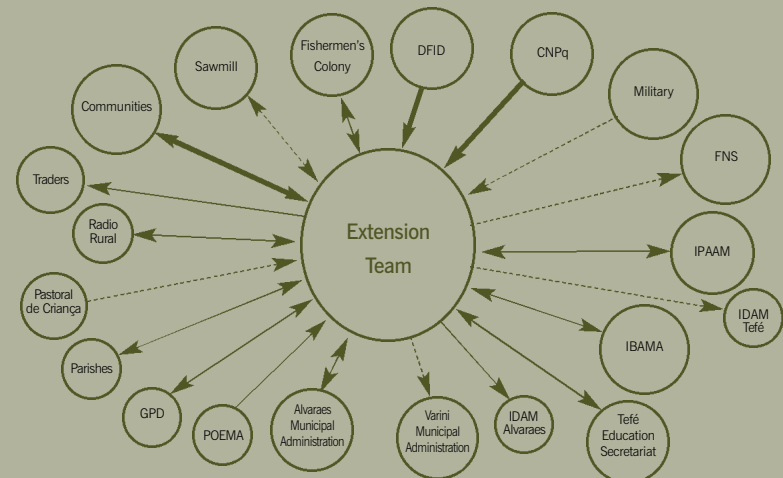 Fishermen's
Colony
DFID
CNPq
Sawmill
Military
Communities
FNS
Traders
Radio
Rural
Extension
Team
IPAAM
Pastoral
de Criança
IDAM
Tefé
IBAMA
Parishes
GPD
POEMA
Alvaraes
Municipal
Administration
Varini
Municipal
Administration
IDAM
Alvaraes
Tefé
Education
Secretariat